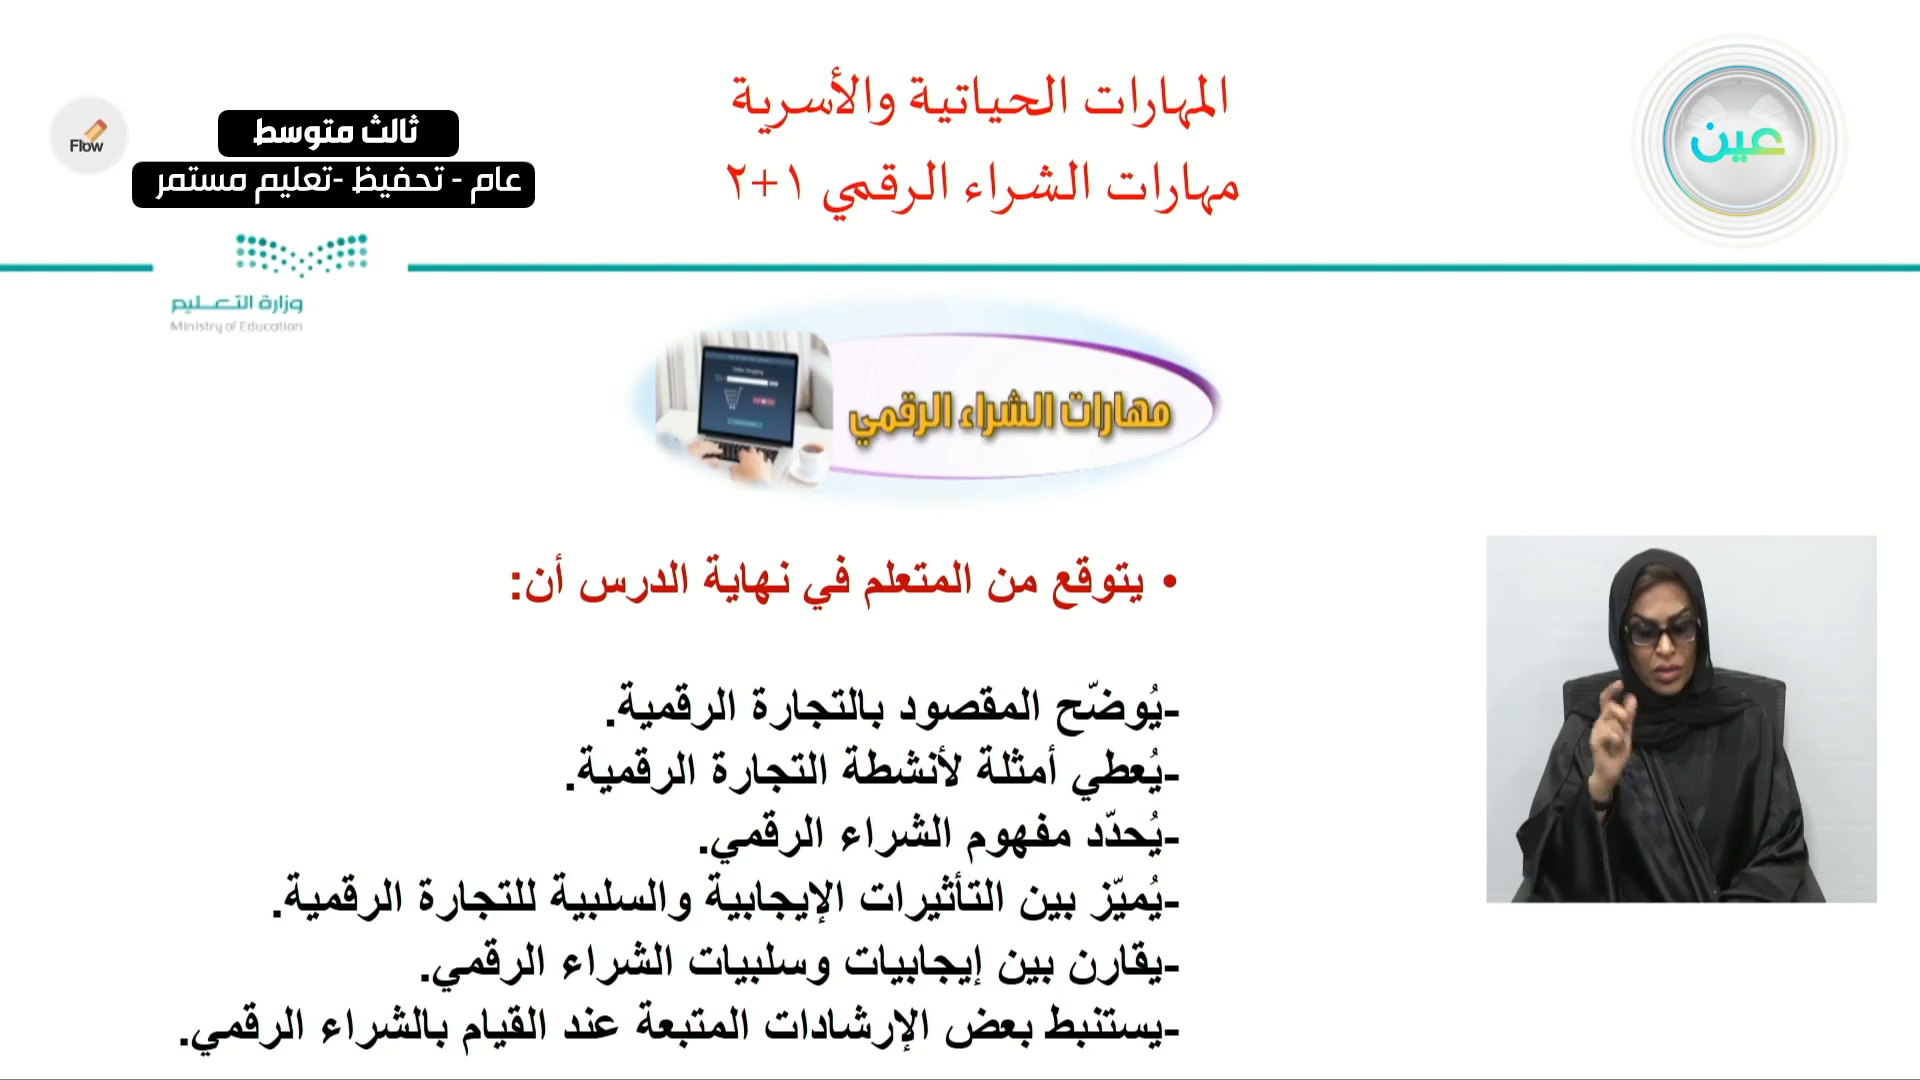 المهارات الحياتية والأسرية
مهارات الشراء الرقمي ١+٢
عين
Flow
ثالث متوسط
عام - تحفيظ -تعليم مستمر
وزارة التعليم
Ministry of Education
مهارات الشراء الرقمي
• يتوقع من المتعلم في نهاية الدرس أن:
-يُوضّح المقصود بالتجارة الرقمية.
-يُعطي أمثلة لأنشطة التجارة الرقمية.
-يُحدّد مفهوم الشراء الرقمي.
-يُميّز بين التأثيرات الإيجابية والسلبية للتجارة الرقمية.
-يقارن بين إيجابيات وسلبيات الشراء الرقمي.
-يستنبط بعض الإرشادات المتبعة عند القيام بالشراء الرقمي.